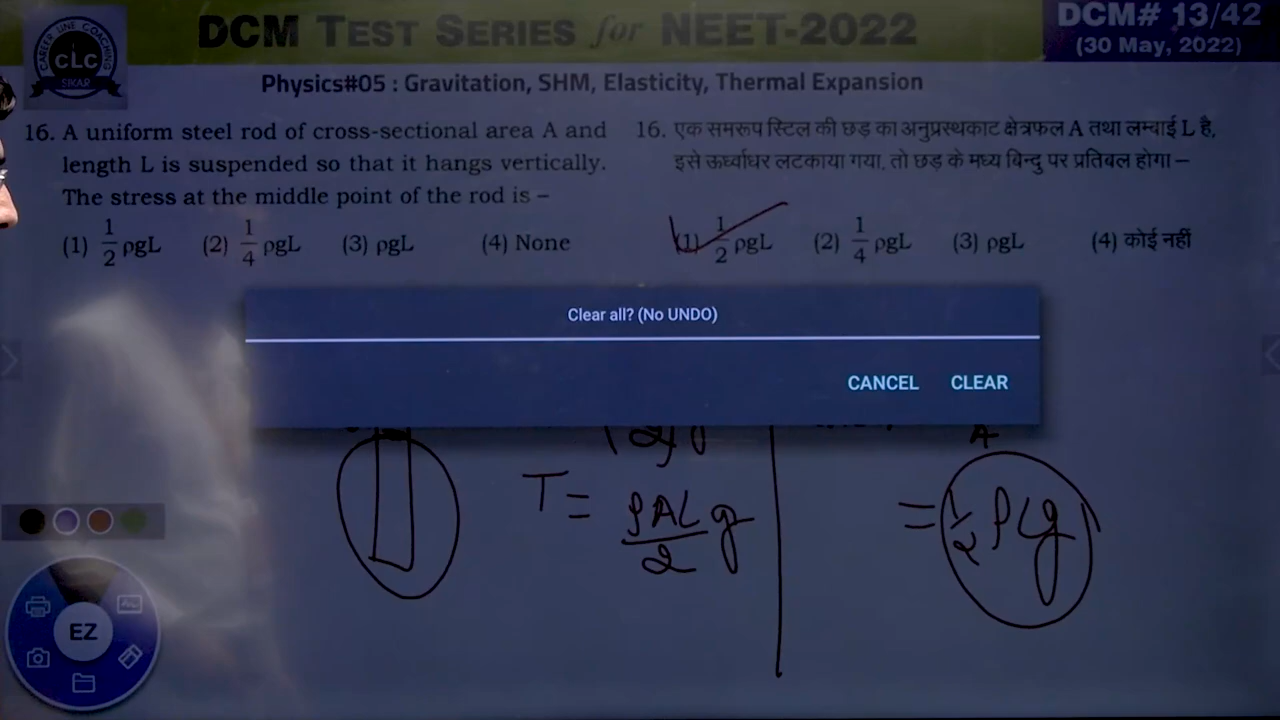 DCM TEST SERIES for NEET-2022
DCM# 13/42
(30 May, 2022)
CAREER LINE COACHING
CLC
SIKAR
Physics#05 : Gravitation, SHM, Elasticity, Thermal Expansion
16. A uniform steel rod of cross-sectional area A and
length L is suspended so that it hangs vertically.
The stress at the middle point of the rod is –
(1) 1/2 ρgL (2) 1/4 ρgL (3) ρgL (4) None
16. एक समरूप स्टिल की छड़ का अनुप्रस्थकाट क्षेत्रफल A तथा लम्बाई L है,
इसे ऊर्ध्वाधर लटकाया गया, तो छड़ के मध्य बिन्दु पर प्रतिबल होगा –
(1) 1/2 ρgL (2) 1/4 ρgL (3) ρgL (4) कोई नहीं
Clear all? (No UNDO)
CANCEL CLEAR
A
T = ρAL/2 g
= 1/2 ρLg
EZ